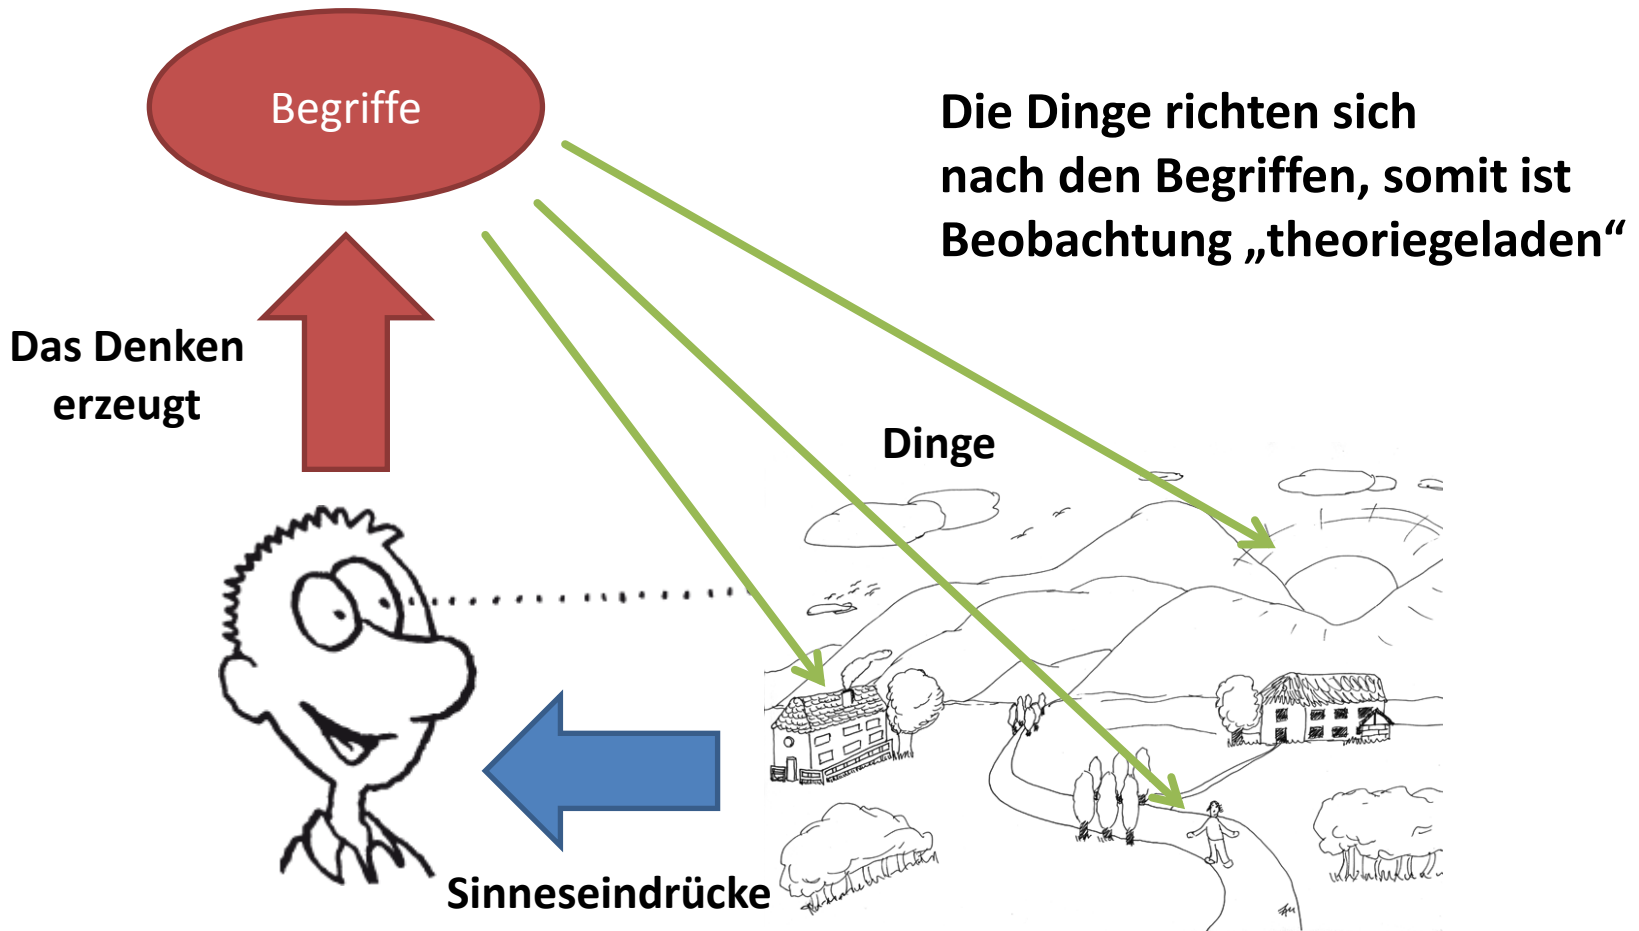 Begriffe
Die Dinge richten sich
nach den Begriffen, somit ist
Beobachtung „theoriegeladen“
Das Denken
erzeugt
Dinge
Sinneseindrücke